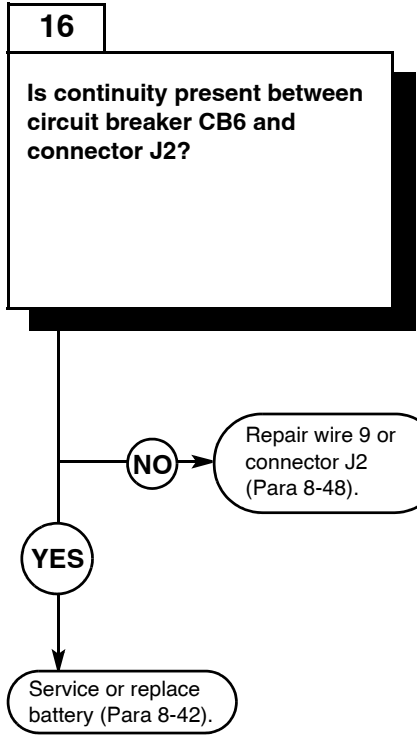 16
Is continuity present between
circuit breaker CB6 and
connector J2?
NO
Repair wire 9 or
connector J2
(Para 8-48).
YES
Service or replace
battery (Para 8-42).